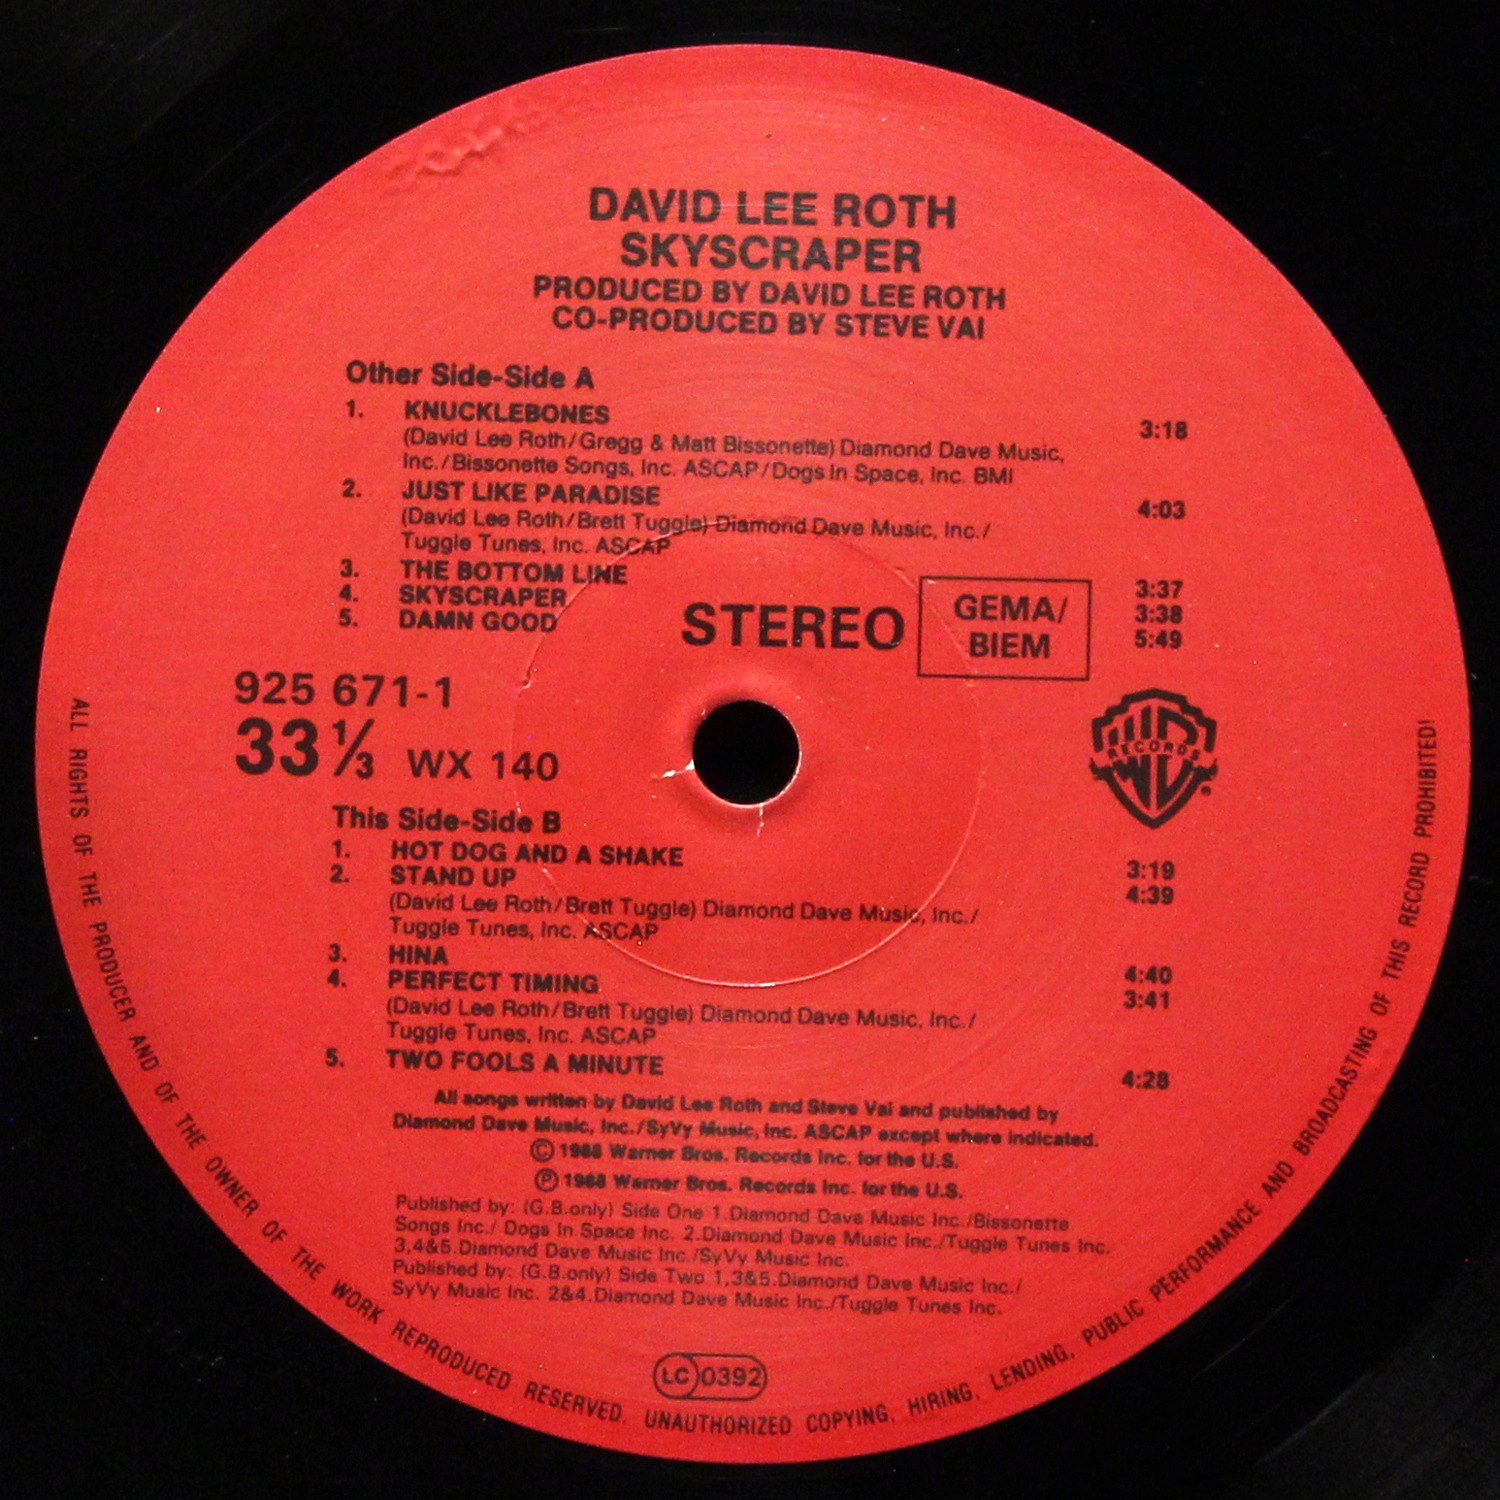 DAVID LEE ROTH
SKYSCRAPER
PRODUCED BY DAVID LEE ROTH
CO-PRODUCED BY STEVE VAI
Other Side-Side A
1. KNUCKLEBONES 3:18
(David Lee Roth/Gregg & Matt Bissonette) Diamond Dave Music,
Inc./Bissonette Songs, Inc. ASCAP/Dogs In Space, Inc. BMI
2. JUST LIKE PARADISE 4:03
(David Lee Roth/Brett Tuggle) Diamond Dave Music, Inc./
Tuggle Tunes, Inc. ASCAP
3. THE BOTTOM LINE 3:37
4. SKYSCRAPER 3:38
5. DAMN GOOD 5:49
STEREO
GEMA/
BIEM
925 671-1
33 1/3 WX 140
W RECORDS ®
This Side-Side B
1. HOT DOG AND A SHAKE 3:19
2. STAND UP 4:39
(David Lee Roth/Brett Tuggle) Diamond Dave Music, Inc./
Tuggle Tunes, Inc. ASCAP
3. HINA 4:40
4. PERFECT TIMING 3:41
(David Lee Roth/Brett Tuggle) Diamond Dave Music, Inc./
Tuggle Tunes, Inc. ASCAP
5. TWO FOOLS A MINUTE 4:28
All songs written by David Lee Roth and Steve Vai and published by
Diamond Dave Music, Inc./SyVy Music, Inc. ASCAP except where indicated.
© 1988 Warner Bros. Records Inc. for the U.S.
℗ 1988 Warner Bros. Records Inc. for the U.S.
Published by: (G.B.only) Side One 1.Diamond Dave Music Inc./Bissonette
Songs Inc./ Dogs In Space Inc. 2.Diamond Dave Music Inc./Tuggle Tunes Inc.
3,4&5.Diamond Dave Music Inc./SyVy Music Inc.
Published by: (G.B.only) Side Two 1,3&5.Diamond Dave Music Inc./
SyVy Music Inc. 2&4.Diamond Dave Music Inc./Tuggle Tunes Inc.
LC 0392
ALL RIGHTS OF THE PRODUCER AND OF THE OWNER OF THE WORK REPRODUCED RESERVED. UNAUTHORIZED COPYING, HIRING, LENDING, PUBLIC PERFORMANCE AND BROADCASTING OF THIS RECORD PROHIBITED!